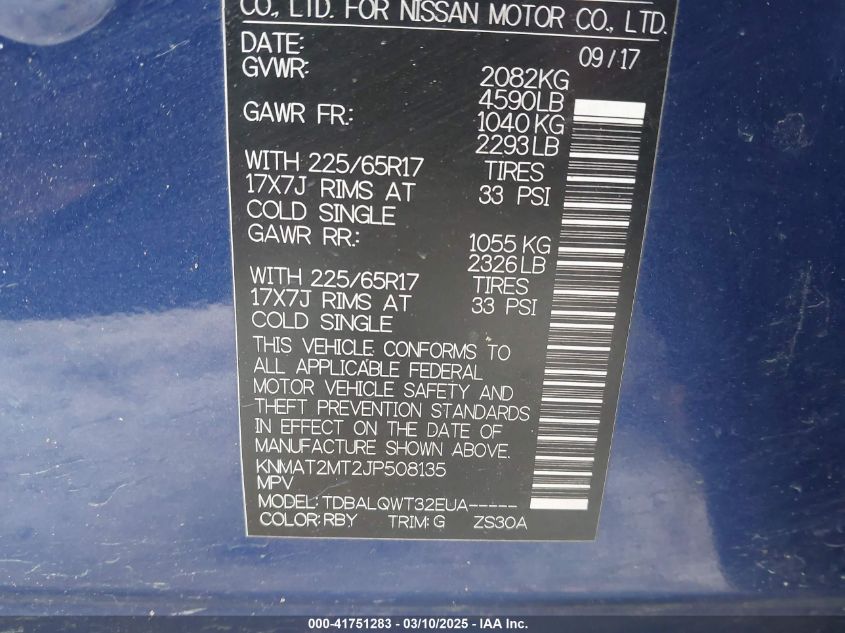 CO., LTD. FOR NISSAN MOTOR CO., LTD.
DATE: 09/17
GVWR: 2082KG
4590LB
GAWR FR.: 1040 KG
2293 LB
WITH 225/65R17 TIRES
17X7J RIMS AT 33 PSI
COLD SINGLE
GAWR RR.: 1055 KG
2326 LB
WITH 225/65R17 TIRES
17X7J RIMS AT 33 PSI
COLD SINGLE
THIS VEHICLE CONFORMS TO
ALL APPLICABLE FEDERAL
MOTOR VEHICLE SAFETY AND
THEFT PREVENTION STANDARDS
IN EFFECT ON THE DATE OF
MANUFACTURE SHOWN ABOVE.
KNMAT2MT2JP508135
MPV
MODEL: TDBALQWT32EUA-----
COLOR: RBY TRIM: G ZS30A
000-41751283 - 03/10/2025 - IAA Inc.